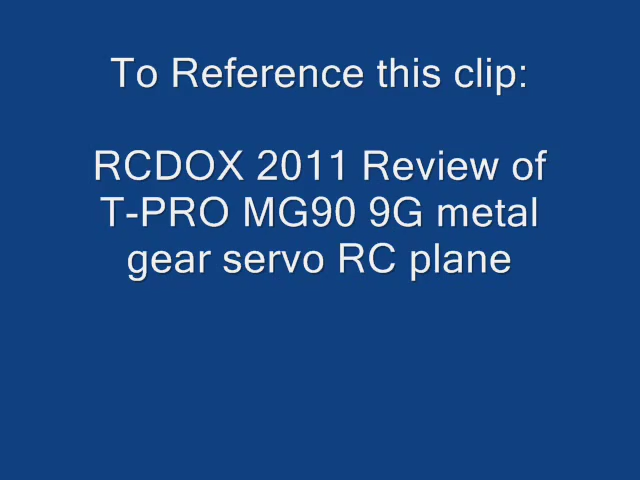 To Reference this clip:
RCDOX 2011 Review of
T-PRO MG90 9G metal
gear servo RC plane